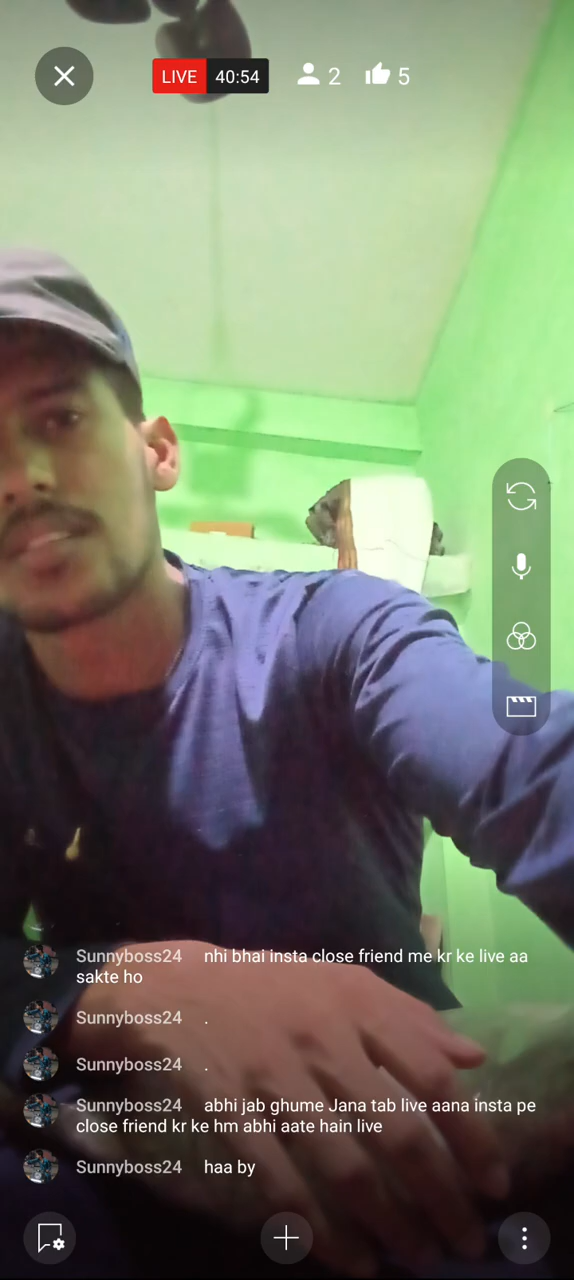 LIVE 40:54 2 5
Sunnyboss24 nhi bhai insta close friend me kr ke live aa
sakte ho
Sunnyboss24 .
Sunnyboss24 .
Sunnyboss24 abhi jab ghume Jana tab live aana insta pe
close friend kr ke hm abhi aate hain live
Sunnyboss24 haa by